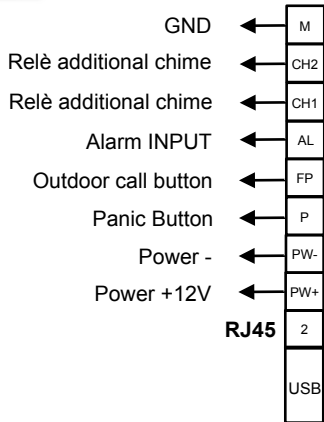 GND M
Relè additional chime CH2
Relè additional chime CH1
Alarm INPUT AL
Outdoor call button FP
Panic Button P
Power - PW-
Power +12V PW+
RJ45 2
USB